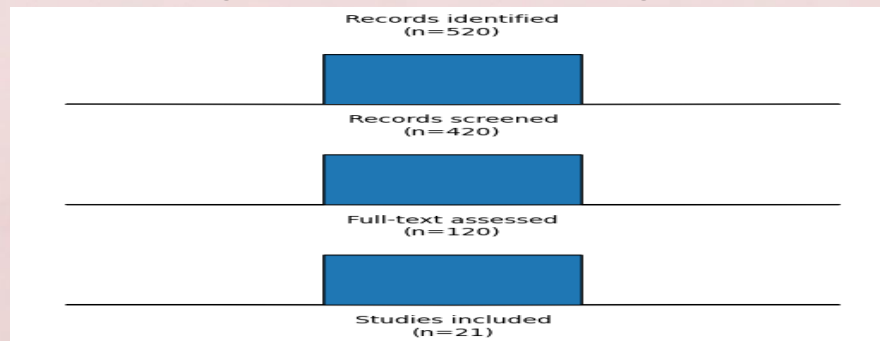 Records identified
(n=520)
Records screened
(n=420)
Full-text assessed
(n=120)
Studies included
(n=21)